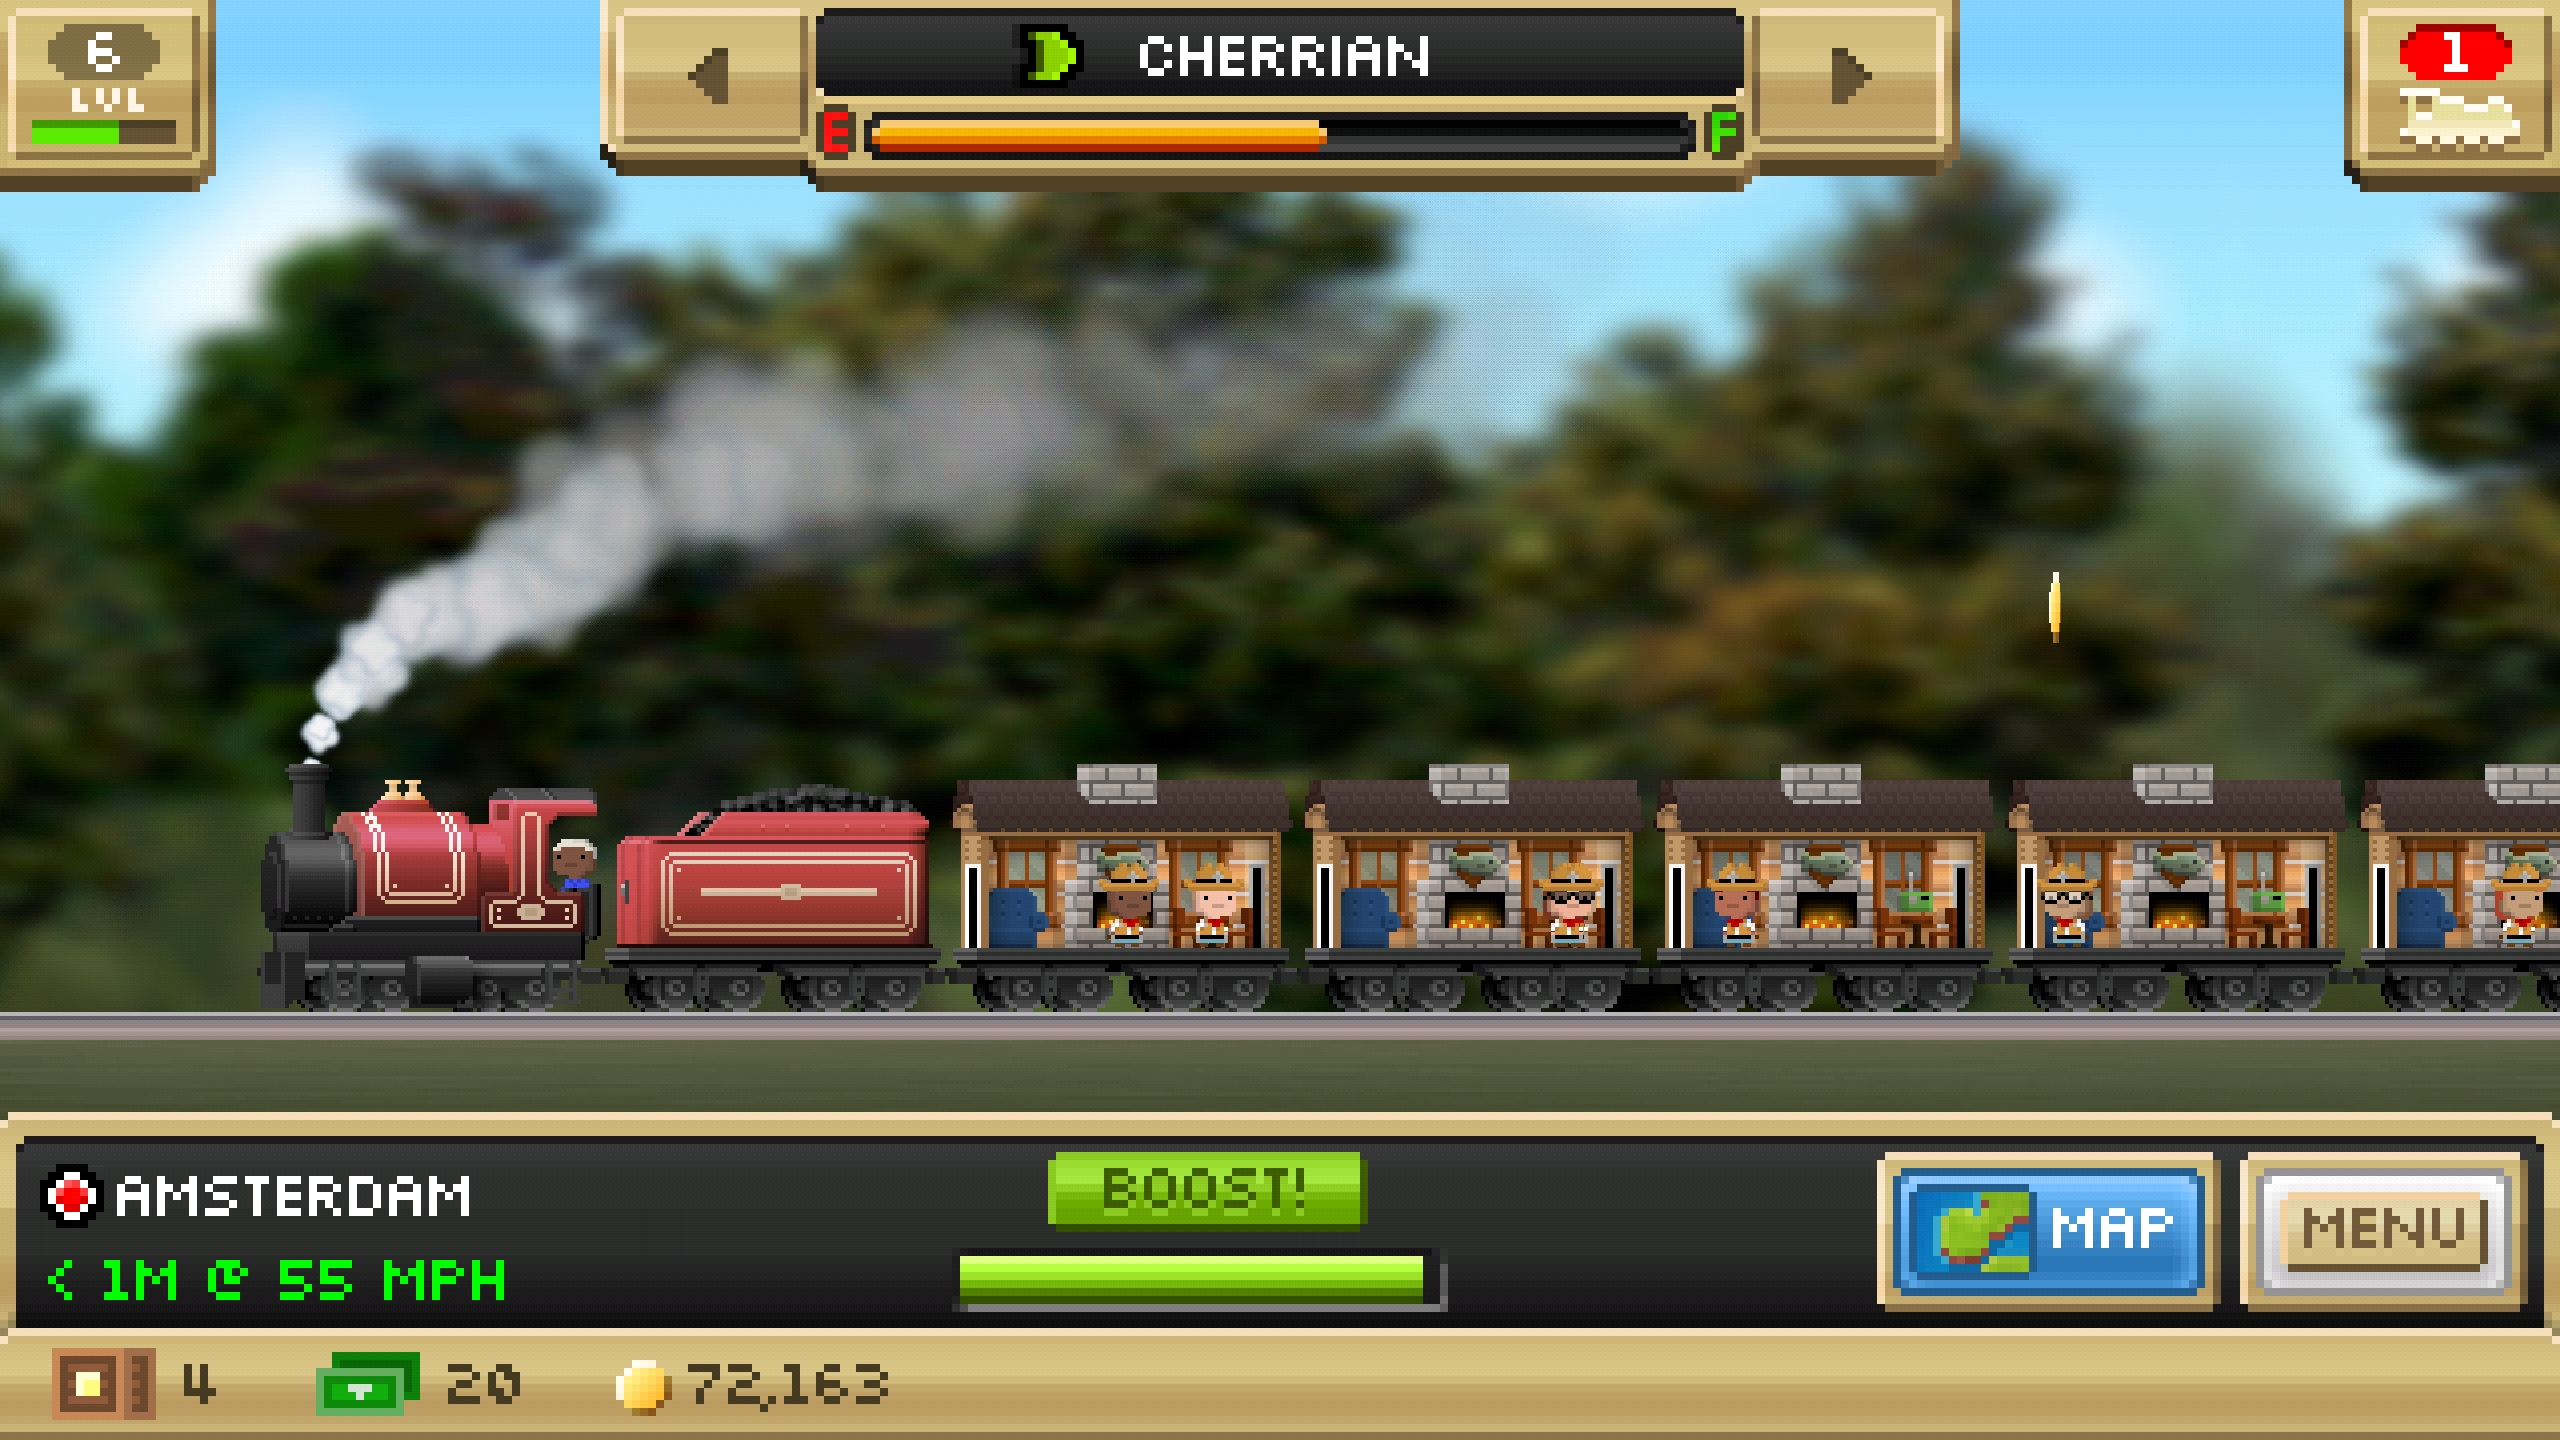 6
LVL
CHERRIAN
E F
1
AMSTERDAM
BOOST!
< 1M @ 55 MPH
MAP
MENU
4 20 72,163